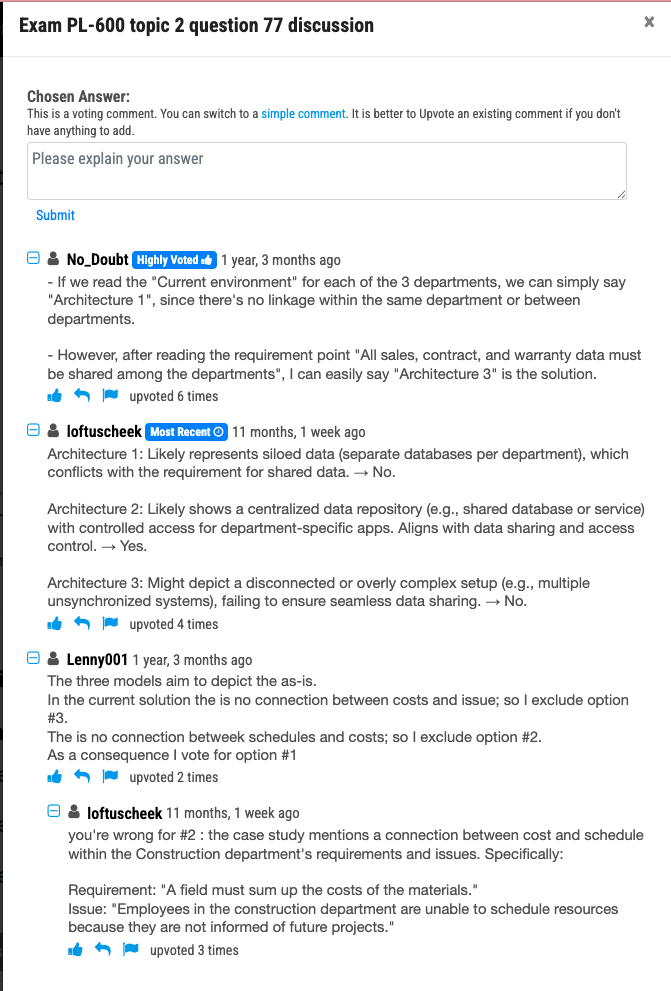 Exam PL-600 topic 2 question 77 discussion
×
Chosen Answer:
This is a voting comment. You can switch to a simple comment. It is better to Upvote an existing comment if you don't
have anything to add.
Please explain your answer
Submit
No_Doubt Highly Voted 1 year, 3 months ago
- If we read the "Current environment" for each of the 3 departments, we can simply say
"Architecture 1", since there's no linkage within the same department or between
departments.
- However, after reading the requirement point "All sales, contract, and warranty data must
be shared among the departments", I can easily say "Architecture 3" is the solution.
upvoted 6 times
loftuscheek Most Recent 11 months, 1 week ago
Architecture 1: Likely represents siloed data (separate databases per department), which
conflicts with the requirement for shared data. → No.
Architecture 2: Likely shows a centralized data repository (e.g., shared database or service)
with controlled access for department-specific apps. Aligns with data sharing and access
control. → Yes.
Architecture 3: Might depict a disconnected or overly complex setup (e.g., multiple
unsynchronized systems), failing to ensure seamless data sharing. → No.
upvoted 4 times
Lenny001 1 year, 3 months ago
The three models aim to depict the as-is.
In the current solution the is no connection between costs and issue; so I exclude option
#3.
The is no connection betweek schedules and costs; so I exclude option #2.
As a consequence I vote for option #1
upvoted 2 times
loftuscheek 11 months, 1 week ago
you're wrong for #2 : the case study mentions a connection between cost and schedule
within the Construction department's requirements and issues. Specifically:
Requirement: "A field must sum up the costs of the materials."
Issue: "Employees in the construction department are unable to schedule resources
because they are not informed of future projects."
upvoted 3 times